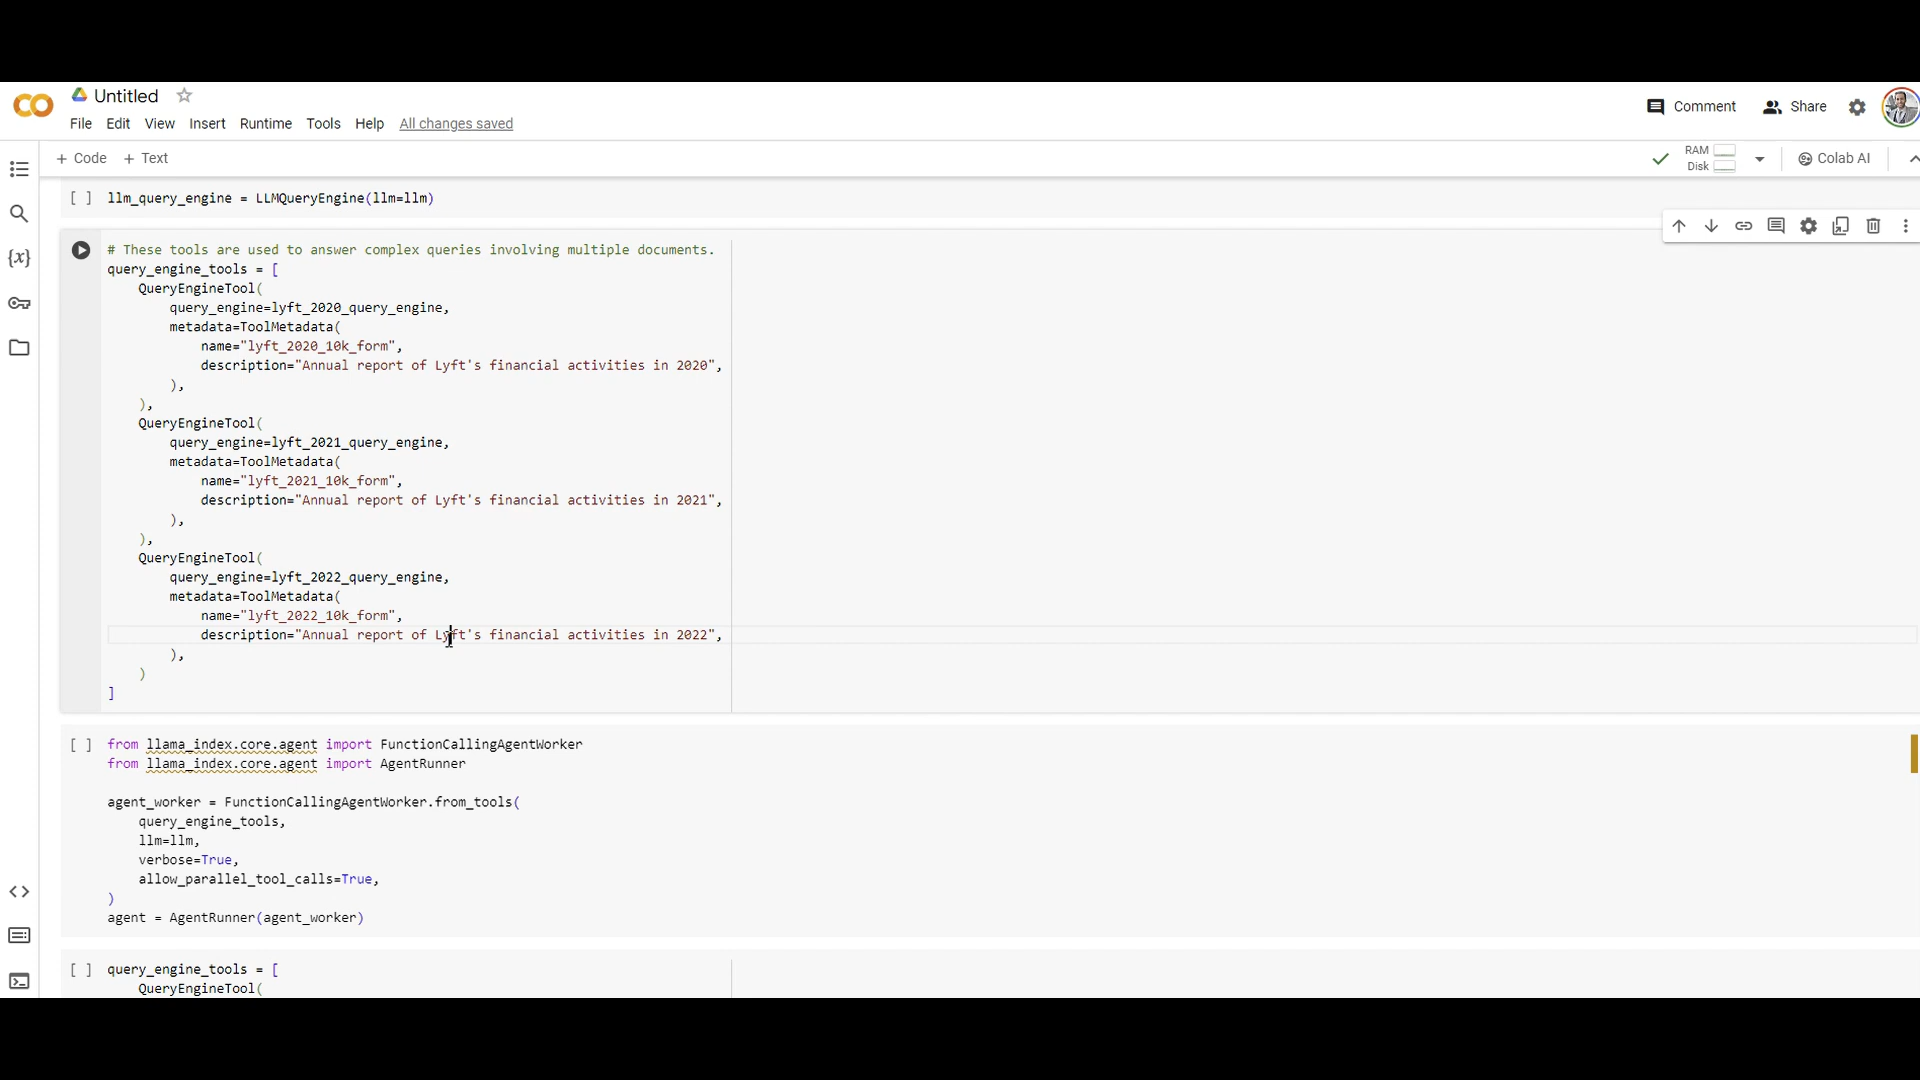 Untitled
File Edit View Insert Runtime Tools Help All changes saved
Comment Share
+ Code + Text
RAM
Disk
Colab AI
[ ] llm_query_engine = LLMQueryEngine(llm=llm)
# These tools are used to answer complex queries involving multiple documents.
query_engine_tools = [
    QueryEngineTool(
        query_engine=lyft_2020_query_engine,
        metadata=ToolMetadata(
            name="lyft_2020_10k_form",
            description="Annual report of Lyft's financial activities in 2020",
        ),
    ),
    QueryEngineTool(
        query_engine=lyft_2021_query_engine,
        metadata=ToolMetadata(
            name="lyft_2021_10k_form",
            description="Annual report of Lyft's financial activities in 2021",
        ),
    ),
    QueryEngineTool(
        query_engine=lyft_2022_query_engine,
        metadata=ToolMetadata(
            name="lyft_2022_10k_form",
            description="Annual report of Lyft's financial activities in 2022",
        ),
    )
]
[ ] from llama_index.core.agent import FunctionCallingAgentWorker
from llama_index.core.agent import AgentRunner
agent_worker = FunctionCallingAgentWorker.from_tools(
    query_engine_tools,
    llm=llm,
    verbose=True,
    allow_parallel_tool_calls=True,
)
agent = AgentRunner(agent_worker)
[ ] query_engine_tools = [
    QueryEngineTool(